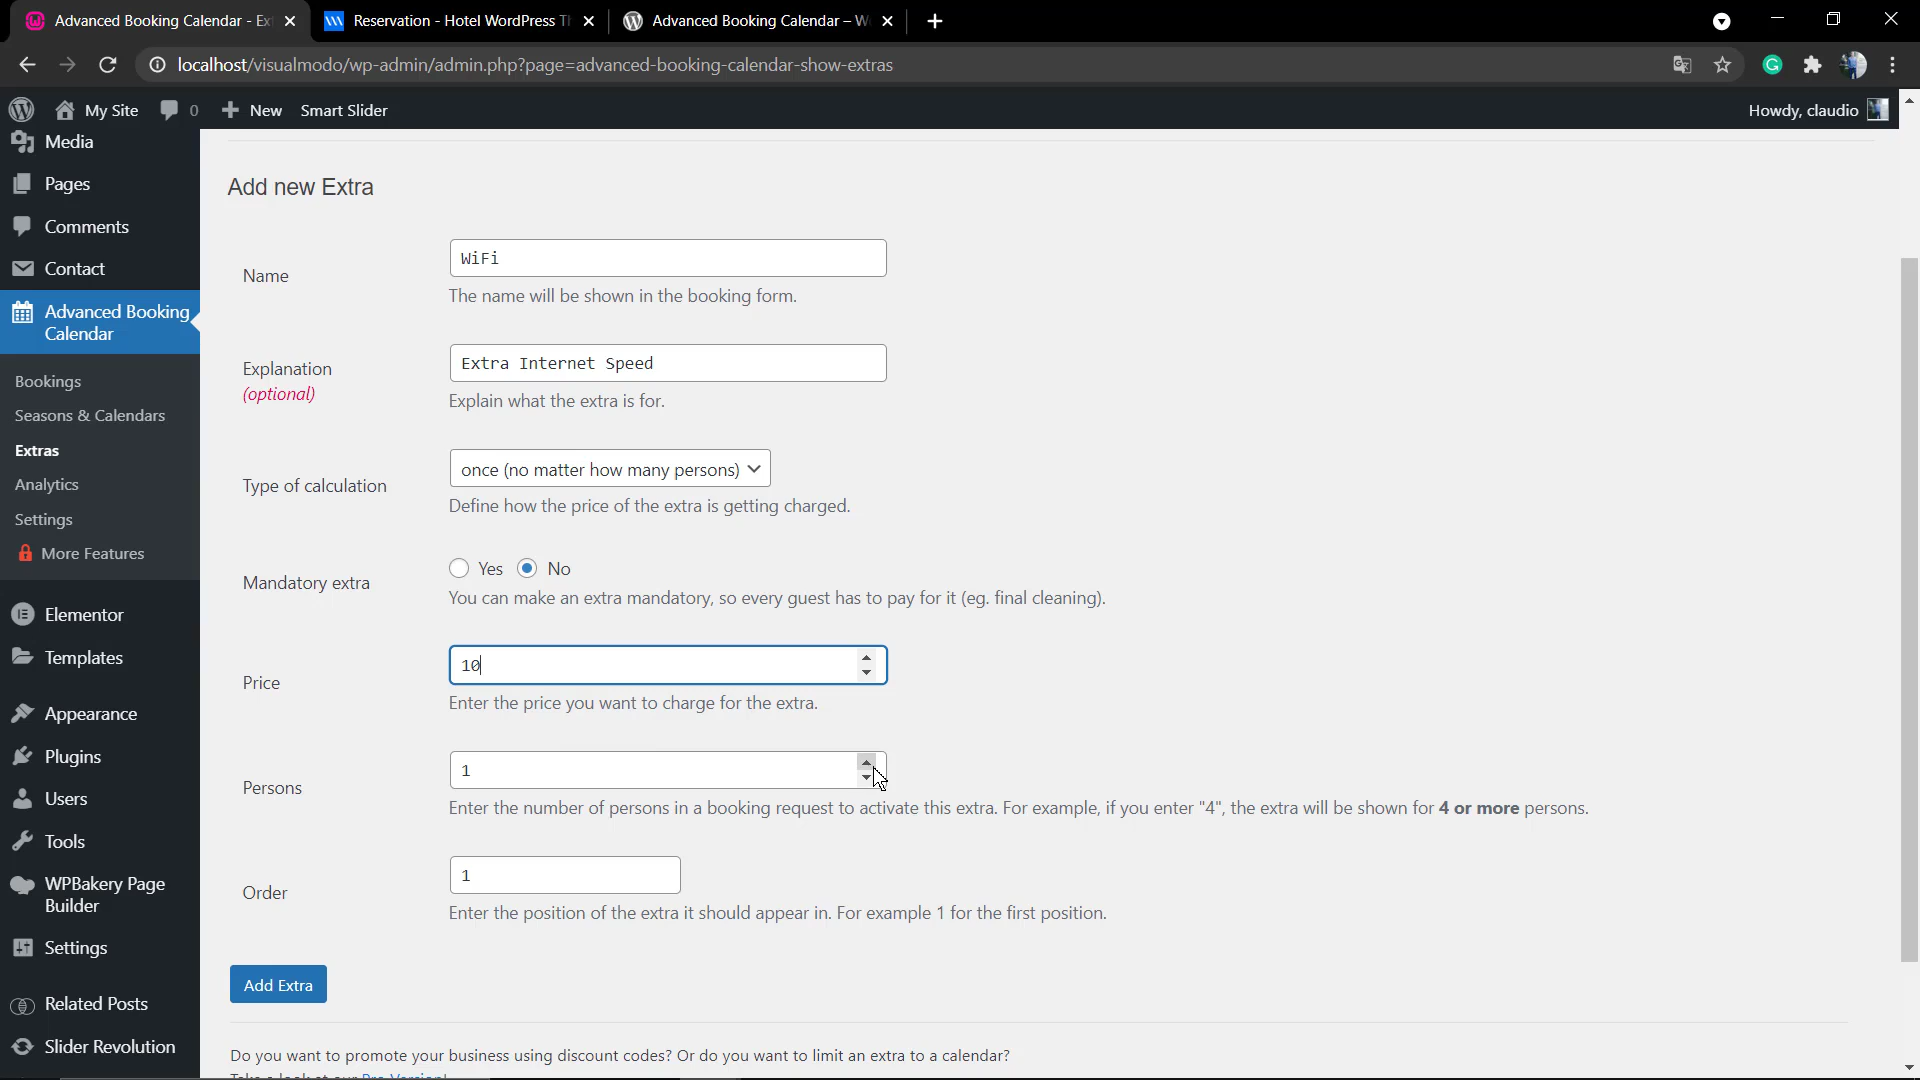 Advanced Booking Calendar - Ex
Reservation - Hotel WordPress T
Advanced Booking Calendar – W
localhost/visualmodo/wp-admin/admin.php?page=advanced-booking-calendar-show-extras
My Site
0
New
Smart Slider
Howdy, claudio
Media
Pages
Comments
Contact
Advanced Booking
Calendar
Bookings
Seasons & Calendars
Extras
Analytics
Settings
More Features
Elementor
Templates
Appearance
Plugins
Users
Tools
WPBakery Page
Builder
Settings
Related Posts
Slider Revolution
Add new Extra
Name
WiFi
The name will be shown in the booking form.
Explanation
(optional)
Extra Internet Speed
Explain what the extra is for.
Type of calculation
once (no matter how many persons)
Define how the price of the extra is getting charged.
Mandatory extra
Yes No
You can make an extra mandatory, so every guest has to pay for it (eg. final cleaning).
Price
10
Enter the price you want to charge for the extra.
Persons
1
Enter the number of persons in a booking request to activate this extra. For example, if you enter "4", the extra will be shown for 4 or more persons.
Order
1
Enter the position of the extra it should appear in. For example 1 for the first position.
Add Extra
Do you want to promote your business using discount codes? Or do you want to limit an extra to a calendar?
Take a look at our Pro-Version!